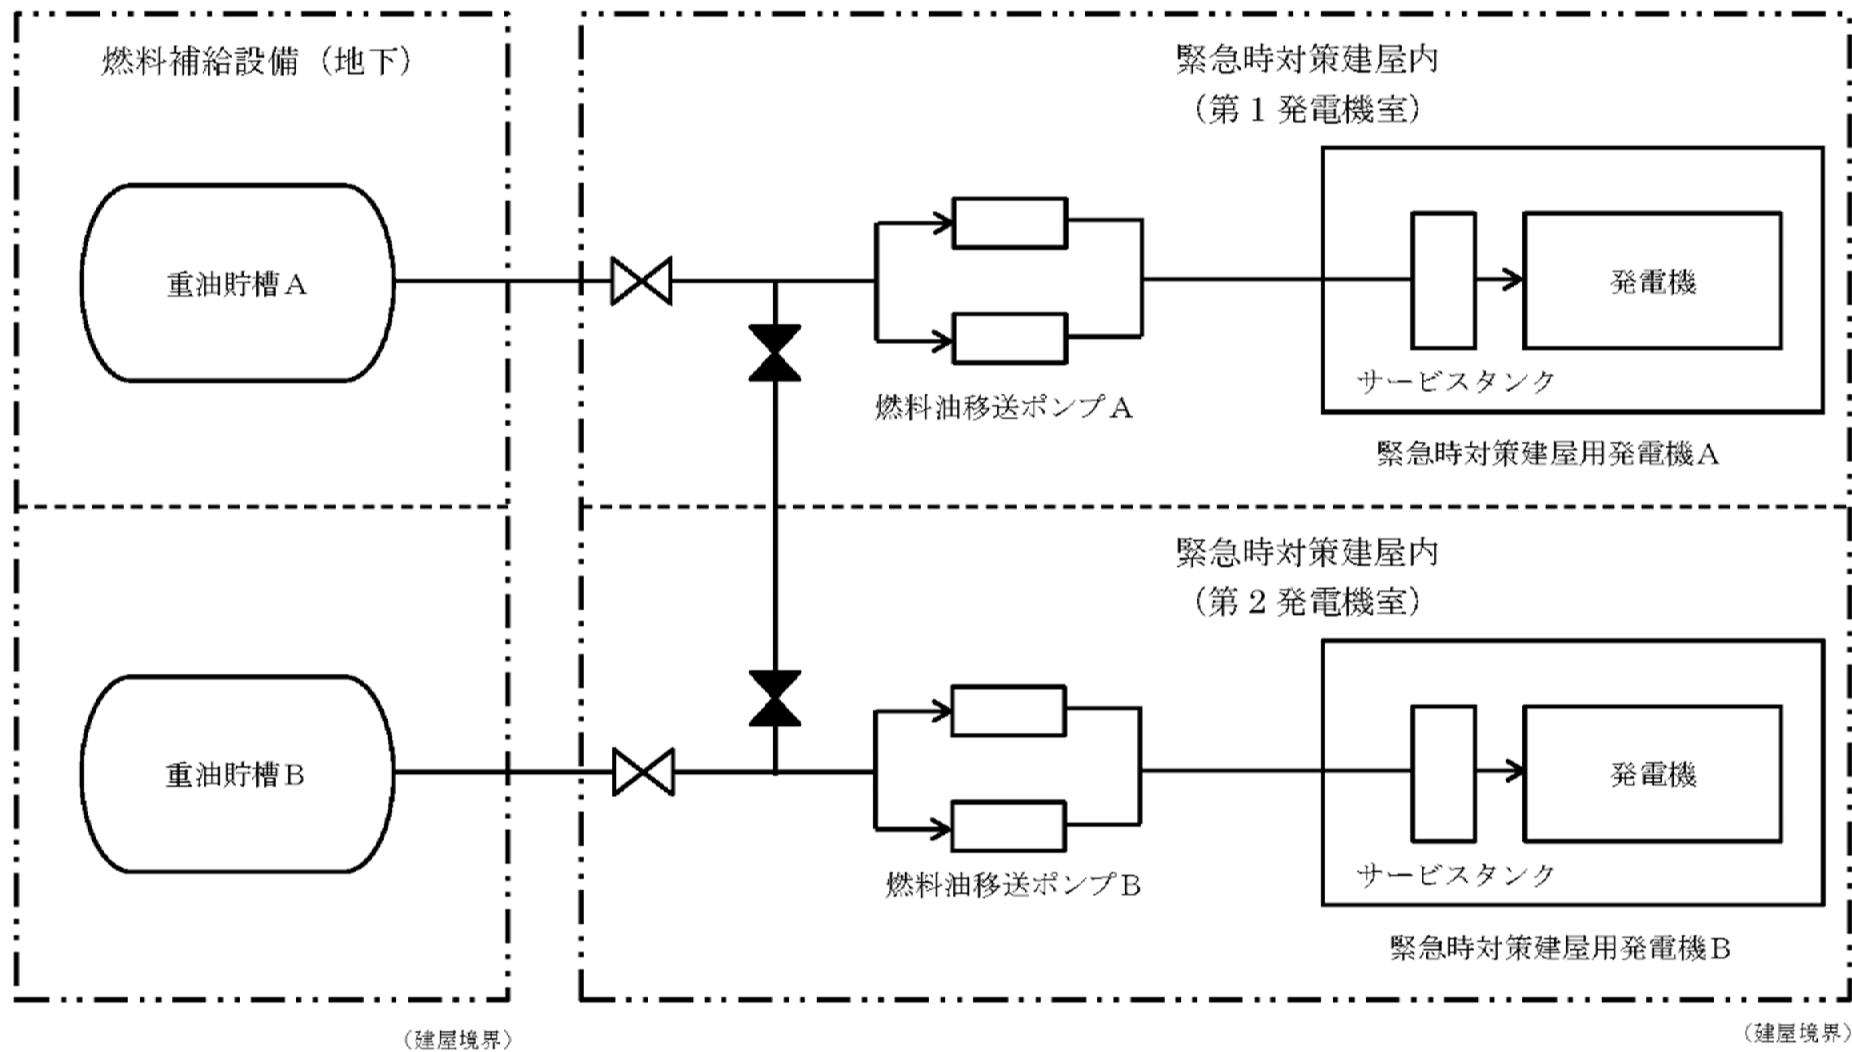 燃料補給設備（地下）
緊急時対策建屋内
（第１発電機室）
重油貯槽Ａ
発電機
サービスタンク
燃料油移送ポンプＡ
緊急時対策建屋用発電機Ａ
緊急時対策建屋内
（第２発電機室）
重油貯槽Ｂ
発電機
サービスタンク
燃料油移送ポンプＢ
緊急時対策建屋用発電機Ｂ
（建屋境界）
（建屋境界）